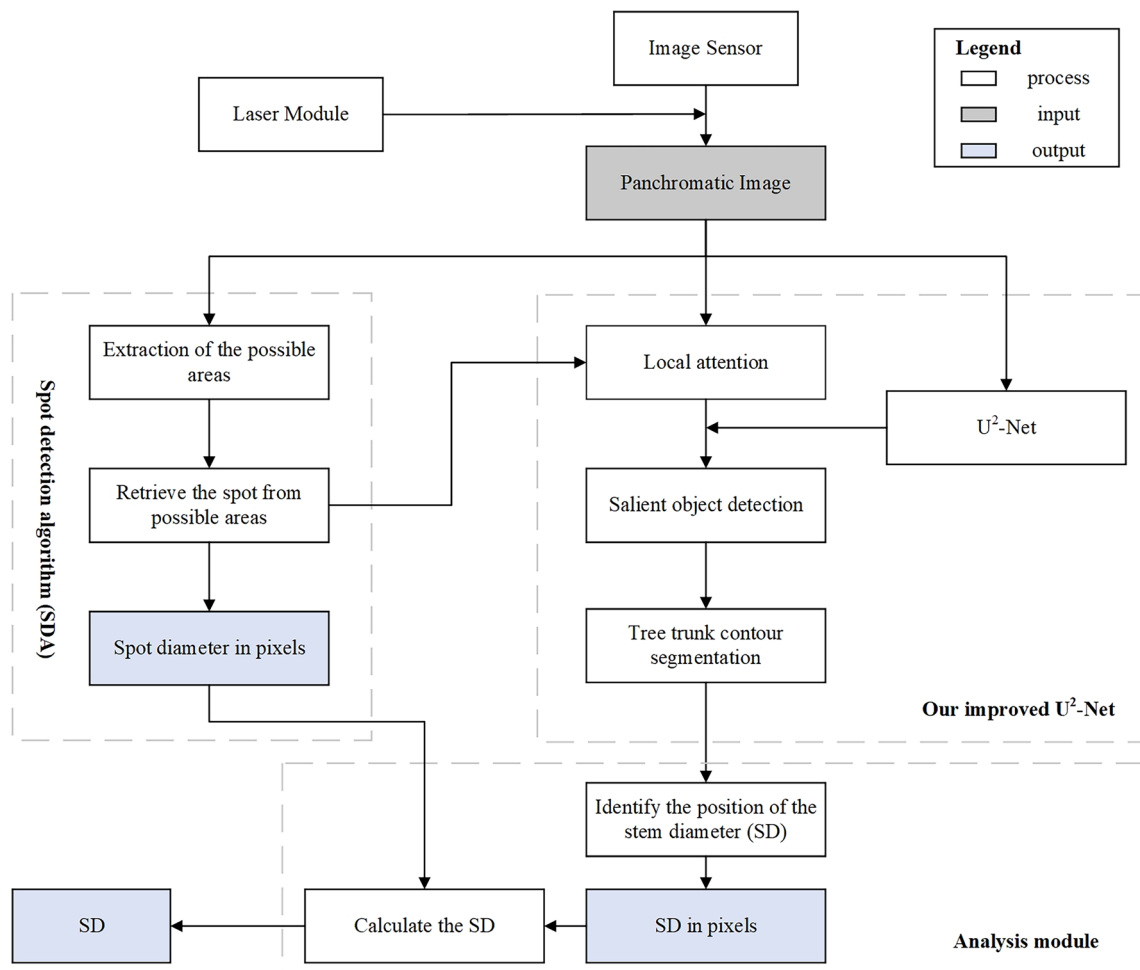 Image Sensor
Legend
process
input
output
Laser Module
Panchromatic Image
Extraction of the possible
areas
Local attention
U²-Net
Retrieve the spot from
possible areas
Salient object detection
Spot detection algorithm (SDA)
Spot diameter in pixels
Tree trunk contour
segmentation
Our improved U²-Net
Identify the position of the
stem diameter (SD)
SD
Calculate the SD
SD in pixels
Analysis module